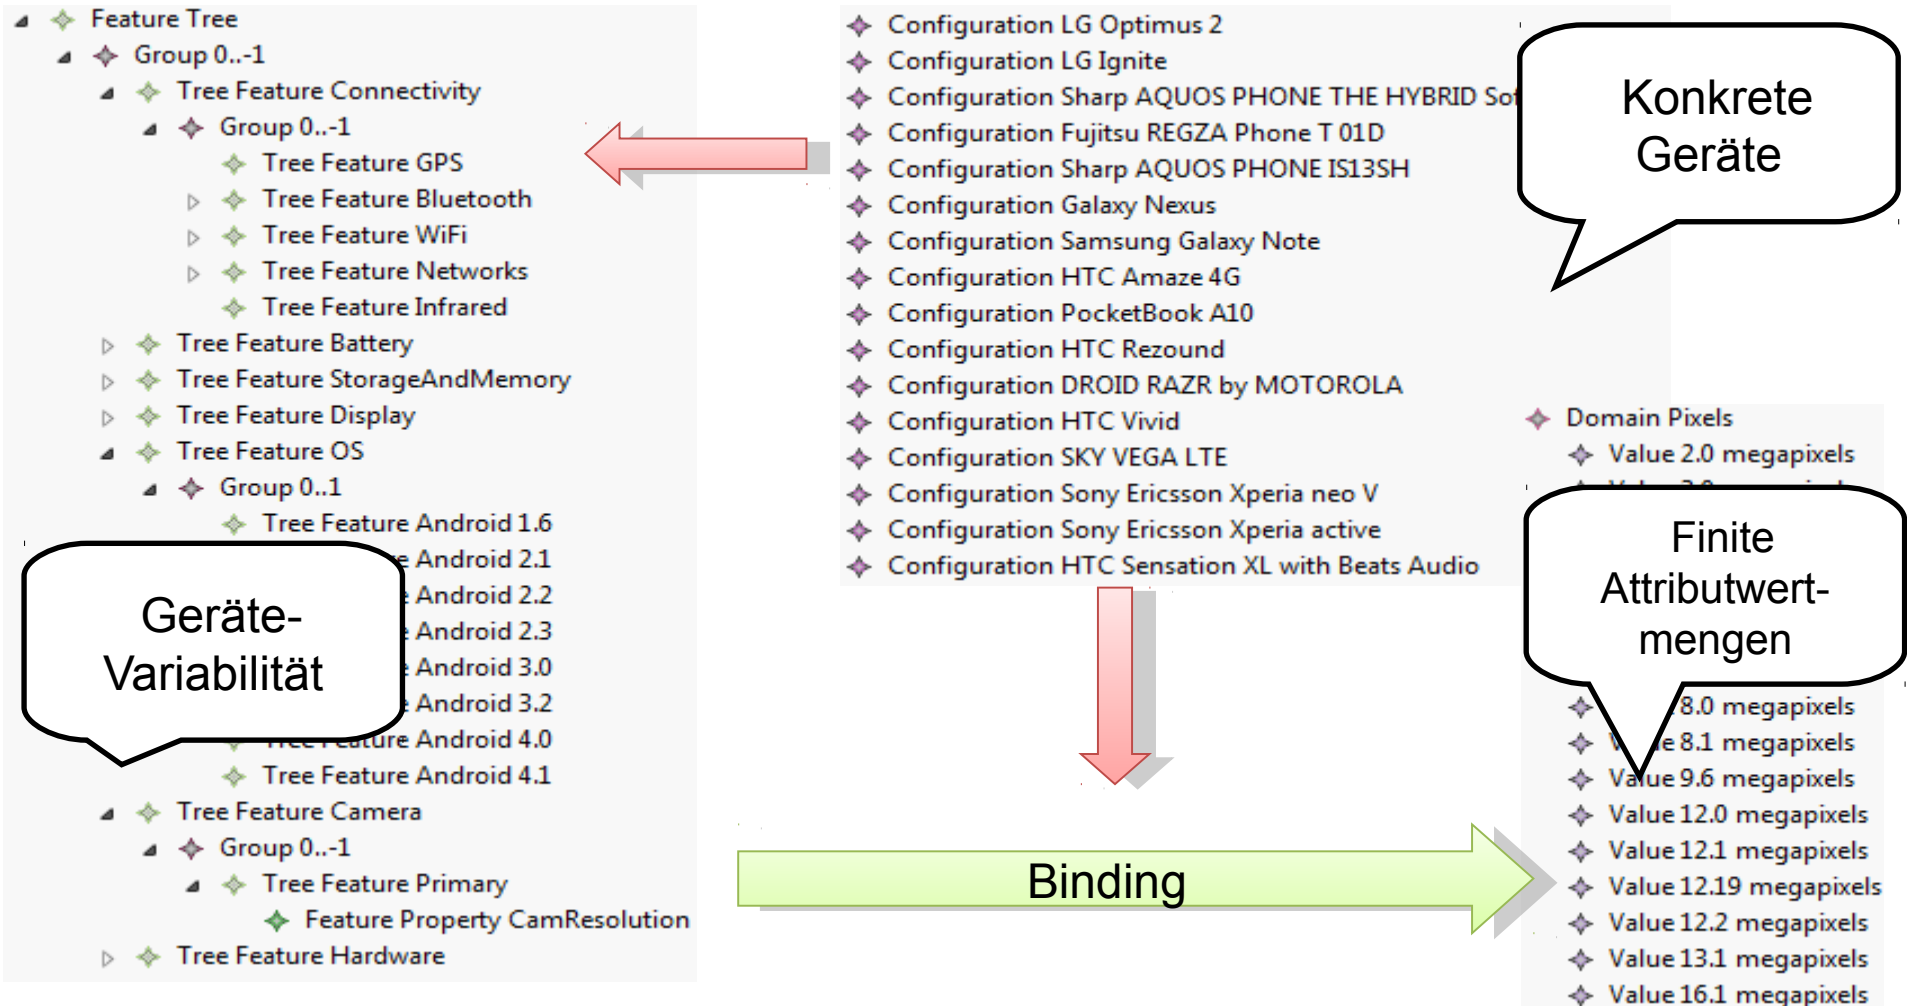 Feature Tree
Group 0..-1
Tree Feature Connectivity
Group 0..-1
Tree Feature GPS
Tree Feature Bluetooth
Tree Feature WiFi
Tree Feature Networks
Tree Feature Infrared
Tree Feature Battery
Tree Feature StorageAndMemory
Tree Feature Display
Tree Feature OS
Group 0..1
Tree Feature Android 1.6
Android 2.1
Android 2.2
Android 2.3
Android 3.0
Android 3.2
Tree Feature Android 4.0
Tree Feature Android 4.1
Tree Feature Camera
Group 0..-1
Tree Feature Primary
Feature Property CamResolution
Tree Feature Hardware
Geräte-
Variabilität
Configuration LG Optimus 2
Configuration LG Ignite
Configuration Sharp AQUOS PHONE THE HYBRID
Configuration Fujitsu REGZA Phone T 01D
Configuration Sharp AQUOS PHONE IS13SH
Configuration Galaxy Nexus
Configuration Samsung Galaxy Note
Configuration HTC Amaze 4G
Configuration PocketBook A10
Configuration HTC Rezound
Configuration DROID RAZR by MOTOROLA
Configuration HTC Vivid
Configuration SKY VEGA LTE
Configuration Sony Ericsson Xperia neo V
Configuration Sony Ericsson Xperia active
Configuration HTC Sensation XL with Beats Audio
Konkrete
Geräte
Binding
Domain Pixels
Value 2.0 megapixels
Finite
Attributwert-
mengen
8.0 megapixels
8.1 megapixels
Value 9.6 megapixels
Value 12.0 megapixels
Value 12.1 megapixels
Value 12.19 megapixels
Value 12.2 megapixels
Value 13.1 megapixels
Value 16.1 megapixels